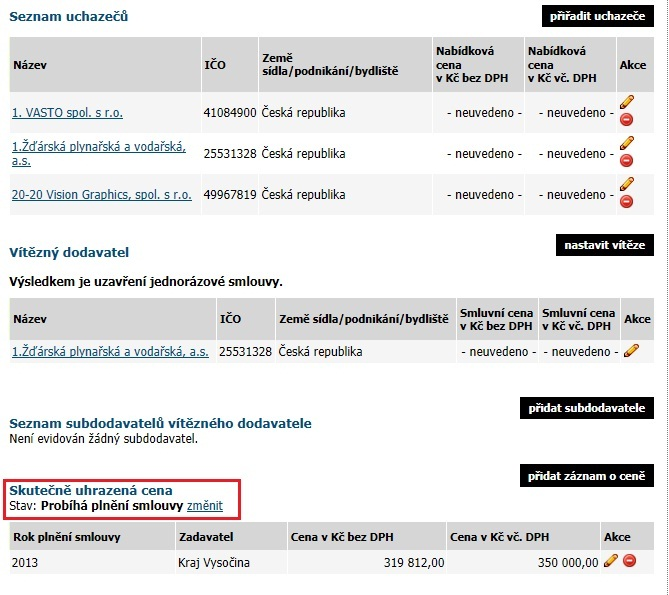 Seznam uchazečů
přiřadit uchazeče
Název IČO Země sídla/podnikání/bydliště Nabídková cena v Kč bez DPH Nabídková cena v Kč vč. DPH Akce
1. VASTO spol. s r.o. 41084900 Česká republika - neuvedeno - - neuvedeno -
1.Žďárská plynařská a vodařská, a.s. 25531328 Česká republika - neuvedeno - - neuvedeno -
20-20 Vision Graphics, spol. s r.o. 49967819 Česká republika - neuvedeno - - neuvedeno -
Vítězný dodavatel
nastavit vítěze
Výsledkem je uzavření jednorázové smlouvy.
Název IČO Země sídla/podnikání/bydliště Smluvní cena v Kč bez DPH Smluvní cena v Kč vč. DPH Akce
1.Žďárská plynařská a vodařská, a.s. 25531328 Česká republika - neuvedeno - - neuvedeno -
přidat subdodavatele
Seznam subdodavatelů vítězného dodavatele
Není evidován žádný subdodavatel.
přidat záznam o ceně
Skutečně uhrazená cena
Stav: Probíhá plnění smlouvy změnit
Rok plnění smlouvy Zadavatel Cena v Kč bez DPH Cena v Kč vč. DPH Akce
2013 Kraj Vysočina 319 812,00 350 000,00